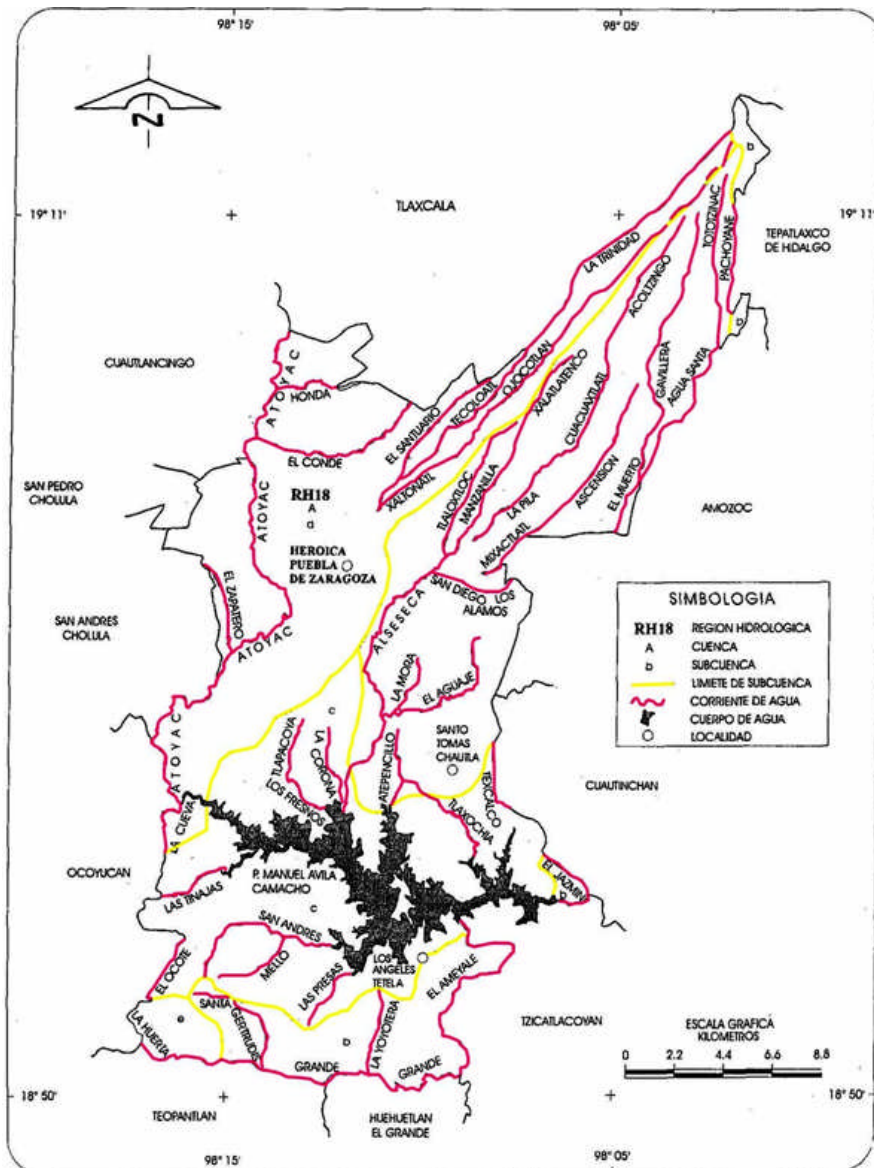 98° 15'
98° 05'
N
TLAXCALA
19° 11'
19° 11'
TEPATLAXCO
DE HIDALGO
LA TRINIDAD
TOTOTZINAC
PACHOYANE
b
ACOLTZINGO
a
CUAUTLANCINGO
ATOYAC
HONDA
EL SANTUARIO
TECOLOATL
OJOCOTLAN
XALATLATENCO
CUACUAXTLATL
GAVILLERA
AGUA SANTA
EL CONDE
XALTONATL
TLALOXTLOC
MANZANILLA
LA PILA
ASCENSION
EL MUERTO
MIXACTLATL
SAN PEDRO
CHOLULA
ATOYAC
RH18
A
a
HEROICA
PUEBLA
DE ZARAGOZA
AMOZOC
EL ZAPATERO
SAN ANDRES
CHOLULA
ATOYAC
ALSESECA
SAN DIEGO LOS
ALAMOS
SIMBOLOGIA
RH18 REGION HIDROLOGICA
A CUENCA
b SUBCUENCA
LIMIETE DE SUBCUENCA
CORRIENTE DE AGUA
CUERPO DE AGUA
LOCALIDAD
LA MORA
EL AGUAJE
ATOYAC
c
TLAPACOYA
LA CORONA
LOS FRESNOS
ATEPENCILLO
SANTO
TOMAS
CHAUTLA
TEXCALCO
TLAXOCHIA
CUAUTINCHAN
LA CUEVA
OCOYUCAN
LAS TINAJAS
P. MANUEL AVILA
CAMACHO
c
EL JAZMIN
b
SAN ANDRES
MELLO
LAS PRESAS
LOS
ANGELES
TETELA
EL AMEYALE
EL OCOTE
SANTA
GERTRUDIS
LA HUERTA
e
b
GRANDE
LA YOYOTERA
GRANDE
TZICATLACOYAN
ESCALA GRAFICA
KILOMETROS
0 2.2 4.4 6.6 8.8
18° 50'
18° 50'
TEOPANTLAN
HUEHUETLAN
EL GRANDE
98° 15'
98° 05'